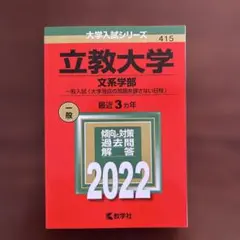 大学入試シリーズ
415
立教大学
文系学部
一般入試〈大学独自の英語を課さない日程〉
最近3カ年
一般
傾向と対策
過去問
解答
2022
教学社